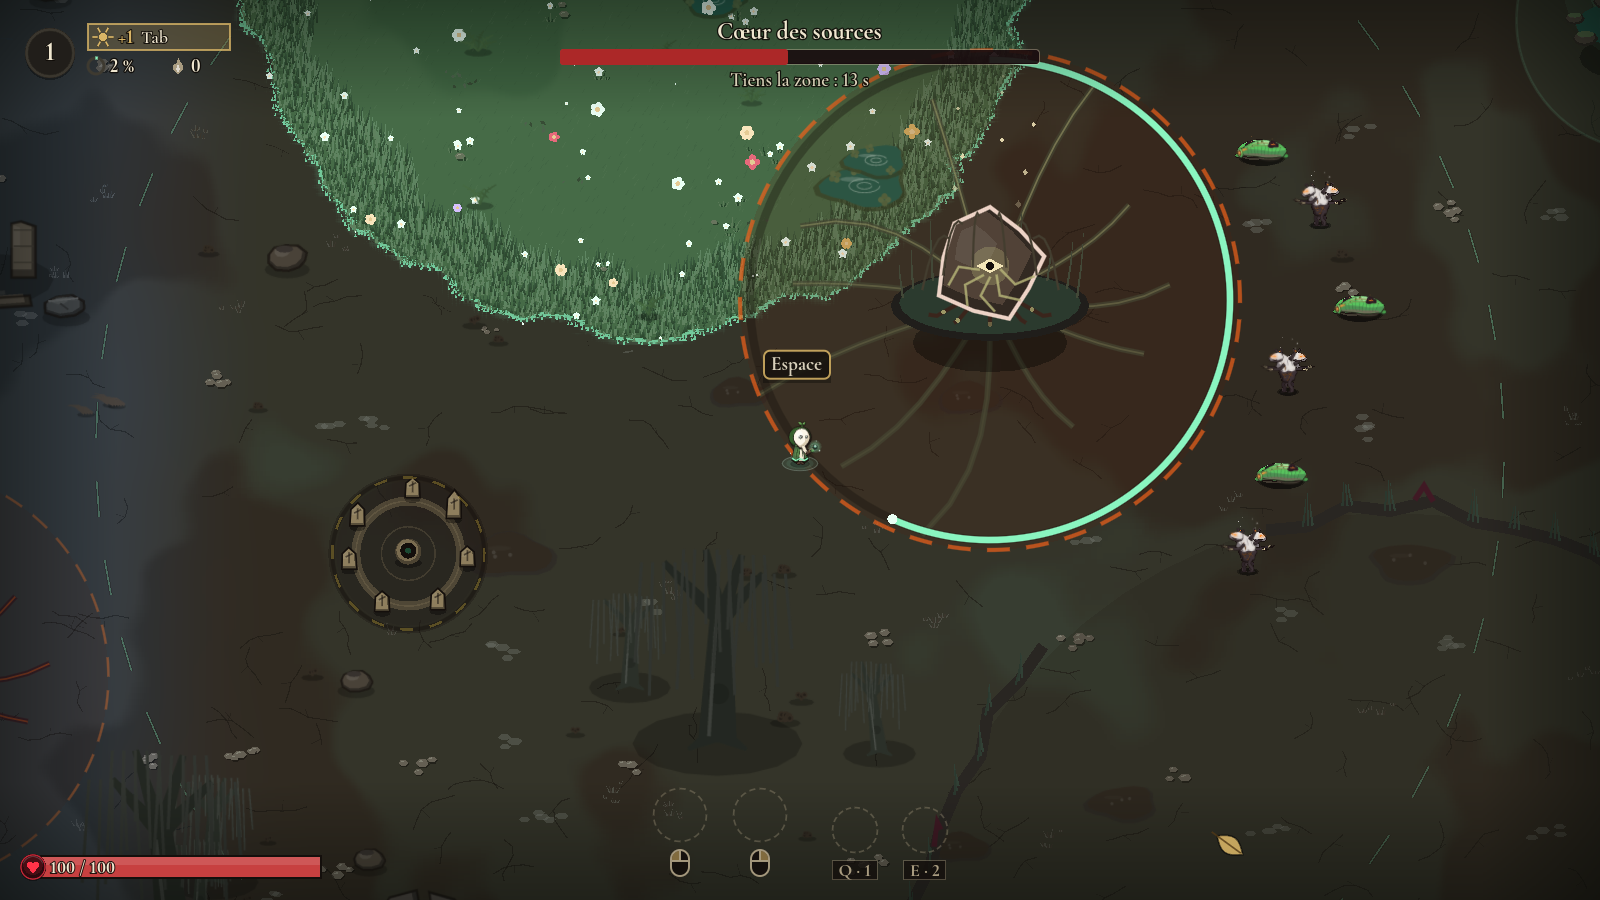 Cœur des sources
Tiens la zone : 13 s
1
+1 Tab
2 %
0
Espace
100 / 100
Q · 1
E · 2